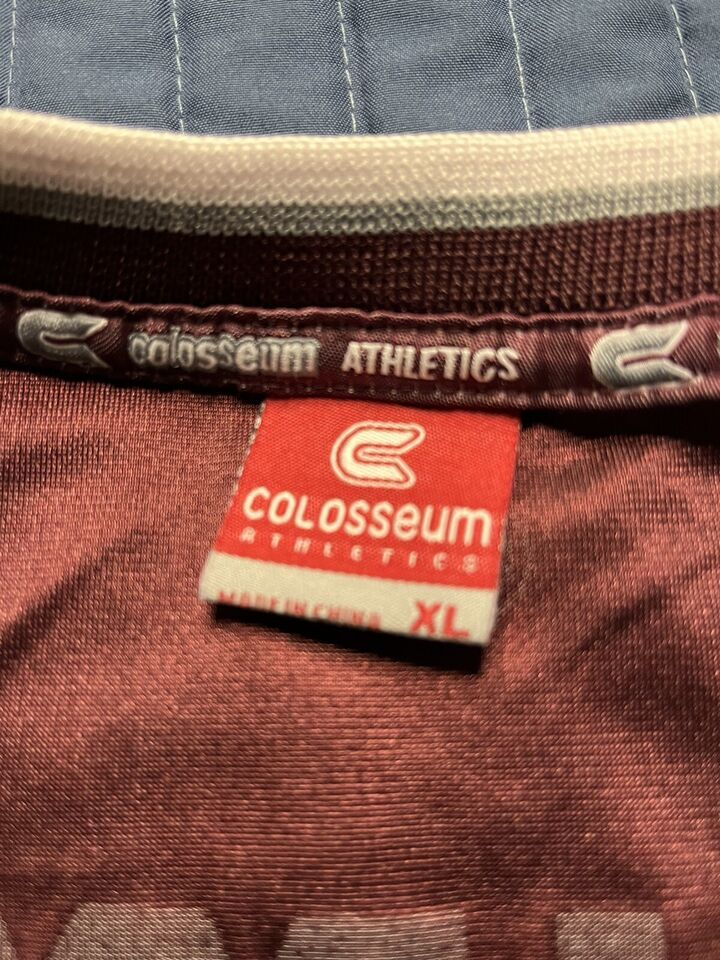 colosseum ATHLETICS
COLOSSeUm
ATHLETICS
MADE IN CHINA XL